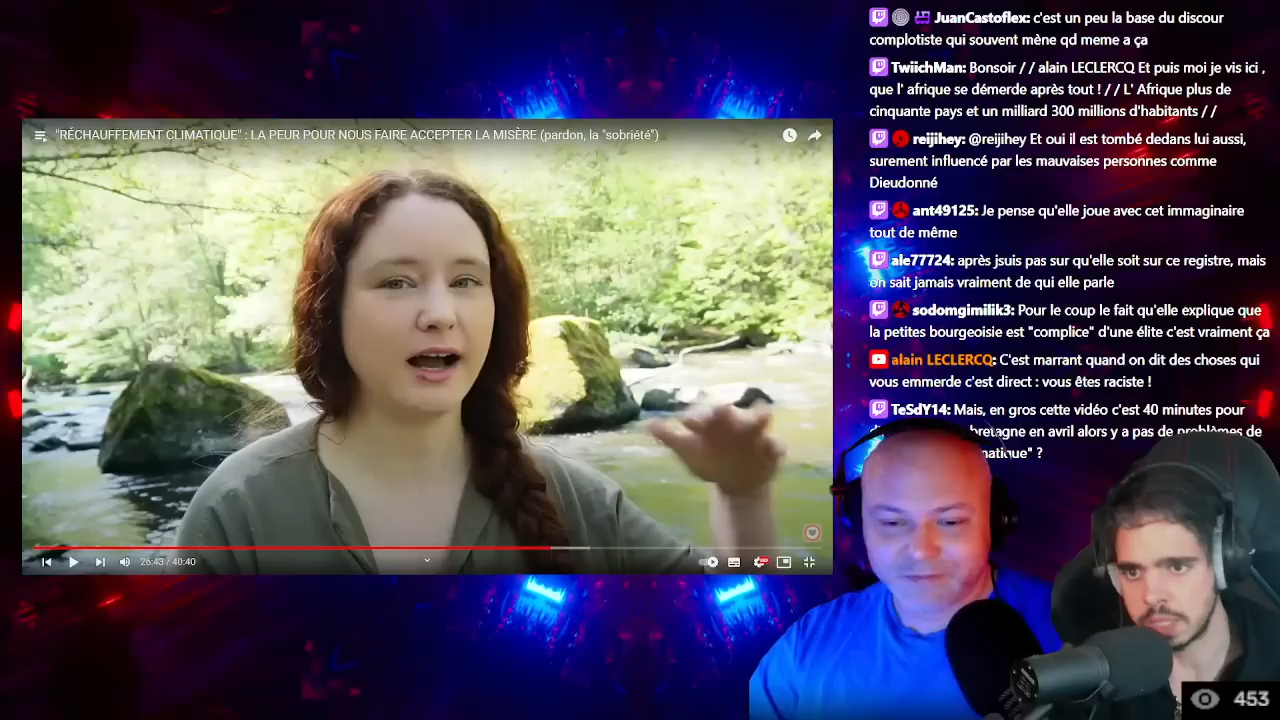 "RÉCHAUFFEMENT CLIMATIQUE" : LA PEUR POUR NOUS FAIRE ACCEPTER LA MISÈRE (pardon, la "sobriété")
26:43 / 40:40
JuanCastoflex: c'est un peu la base du discour
complotiste qui souvent mène qd meme a ça
TwiichMan: Bonsoir / / alain LECLERCQ Et puis moi je vis ici ,
que l' afrique se démerde après tout ! / / L' Afrique plus de
cinquante pays et un milliard 300 millions d'habitants / /
reijihey: @reijihey Et oui il est tombé dedans lui aussi,
surement influencé par les mauvaises personnes comme
Dieudonné
ant49125: Je pense qu'elle joue avec cet immaginaire
tout de même
ale77724: après jsuis pas sur qu'elle soit sur ce registre, mais
on sait jamais vraiment de qui elle parle
sodomgimilik3: Pour le coup le fait qu'elle explique que
la petites bourgeoisie est "complice" d'une élite c'est vraiment ça
alain LECLERCQ: C'est marrant quand on dit des choses qui
vous emmerde c'est direct : vous êtes raciste !
TeSdY14: Mais, en gros cette vidéo c'est 40 minutes pour
bretagne en avril alors y a pas de problèmes de
" ?
453